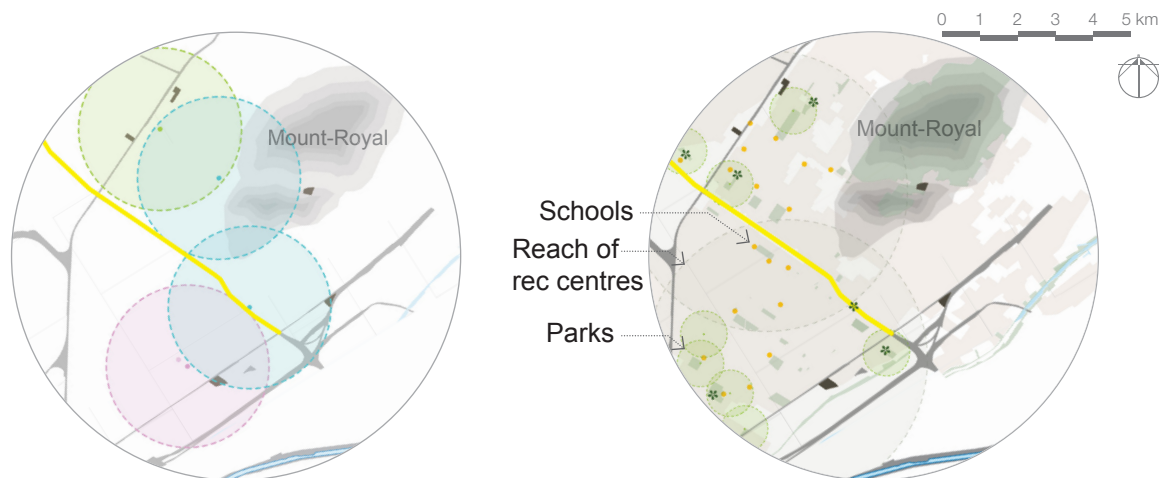 0 1 2 3 4 5 km
Mount-Royal
Mount-Royal
Schools
Reach of
rec centres
Parks